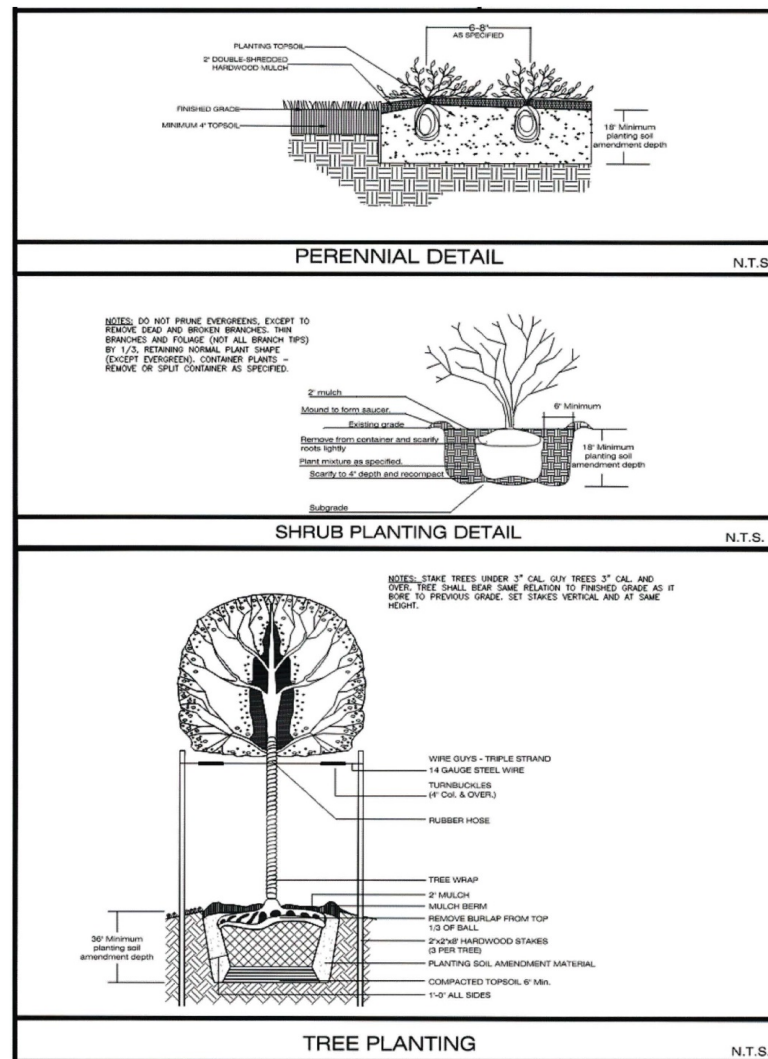 6-8"
AS SPECIFIED
PLANTING TOPSOIL
2" DOUBLE-SHREDDED
HARDWOOD MULCH
FINISHED GRADE
MINIMUM 4" TOPSOIL
18" Minimum
planting soil
amendment depth
PERENNIAL DETAIL
N.T.S
NOTES: DO NOT PRUNE EVERGREENS, EXCEPT TO
REMOVE DEAD AND BROKEN BRANCHES. THIN
BRANCHES AND FOLIAGE (NOT ALL BRANCH TIPS)
BY 1/3, RETAINING NORMAL PLANT SHAPE
(EXCEPT EVERGREEN). CONTAINER PLANTS –
REMOVE OR SPLIT CONTAINER AS SPECIFIED.
2" mulch
Mound to form saucer.
Existing grade
Remove from container and scarify
roots lightly
Plant mixture as specified.
Scarify to 4" depth and recompact
Subgrade
6" Minimum
18" Minimum
planting soil
amendment depth
SHRUB PLANTING DETAIL
N.T.S.
NOTES: STAKE TREES UNDER 3" CAL. GUY TREES 3" CAL. AND
OVER. TREE SHALL BEAR SAME RELATION TO FINISHED GRADE AS IT
BORE TO PREVIOUS GRADE. SET STAKES VERTICAL AND AT SAME
HEIGHT.
WIRE GUYS - TRIPLE STRAND
14 GAUGE STEEL WIRE
TURNBUCKLES
(4" Col. & OVER.)
RUBBER HOSE
TREE WRAP
2" MULCH
MULCH BERM
REMOVE BURLAP FROM TOP
1/3 OF BALL
2"x2"x8' HARDWOOD STAKES
(3 PER TREE)
PLANTING SOIL AMENDMENT MATERIAL
COMPACTED TOPSOIL 6" Min.
1'-0" ALL SIDES
36" Minimum
planting soil
amendment depth
TREE PLANTING
N.T.S